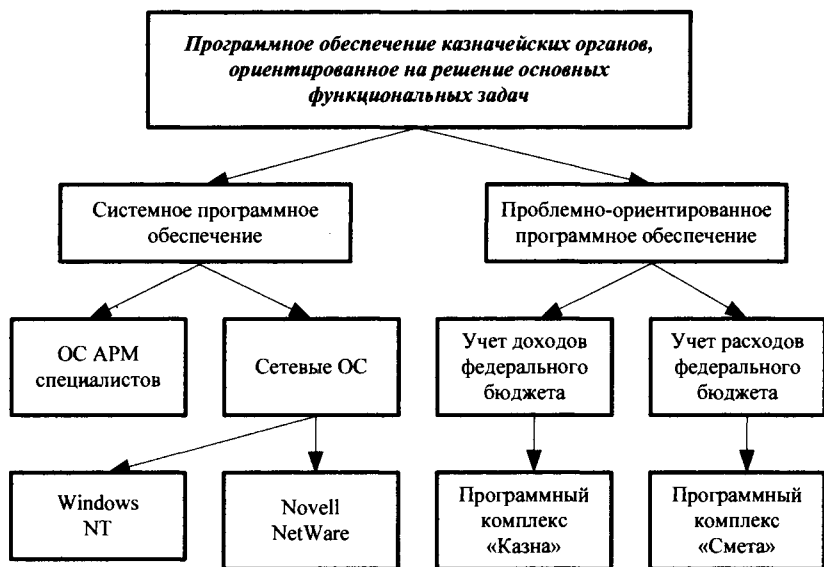 Программное обеспечение казначейских органов,
ориентированное на решение основных
функциональных задач
Системное программное
обеспечение
Проблемно-ориентированное
программное обеспечение
ОС АРМ
специалистов
Сетевые ОС
Учет доходов
федерального
бюджета
Учет расходов
федерального
бюджета
Windows
NT
Novell
NetWare
Программный
комплекс
«Казна»
Программный
комплекс
«Смета»